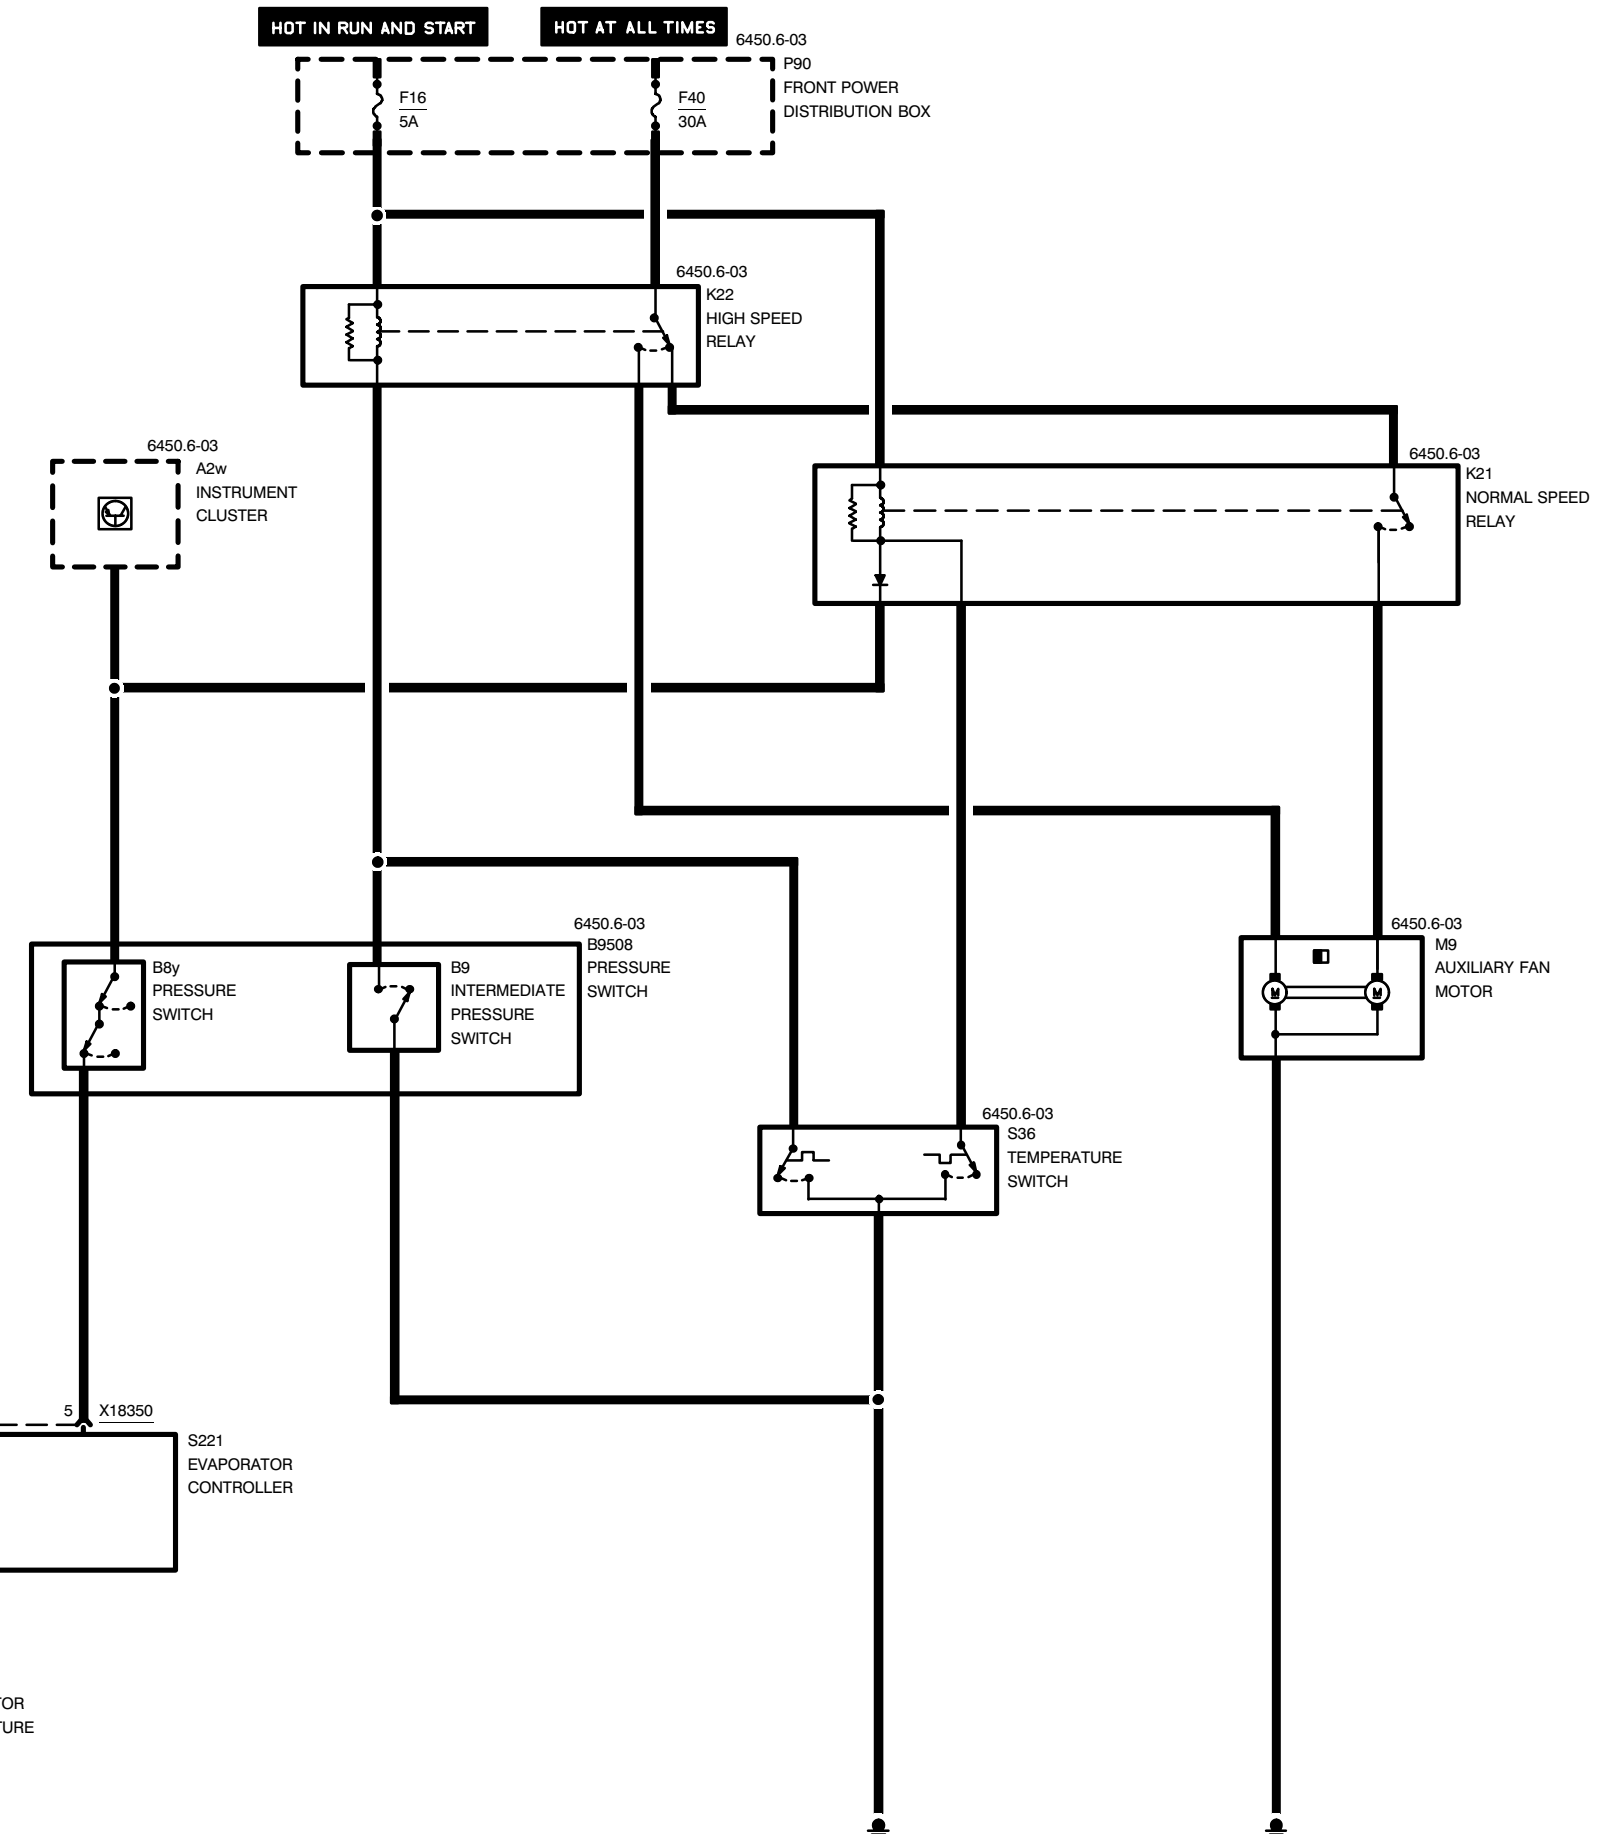 HOT IN RUN AND START
HOT AT ALL TIMES
6450.6-03
P90
FRONT POWER
DISTRIBUTION BOX
F16
5A
F40
30A
6450.6-03
K22
HIGH SPEED
RELAY
6450.6-03
A2w
INSTRUMENT
CLUSTER
6450.6-03
K21
NORMAL SPEED
RELAY
6450.6-03
B9508
PRESSURE
SWITCH
B8y
PRESSURE
SWITCH
B9
INTERMEDIATE
PRESSURE
SWITCH
6450.6-03
M9
AUXILIARY FAN
MOTOR
M
M
6450.6-03
S36
TEMPERATURE
SWITCH
5
X18350
S221
EVAPORATOR
CONTROLLER
TOR
TURE